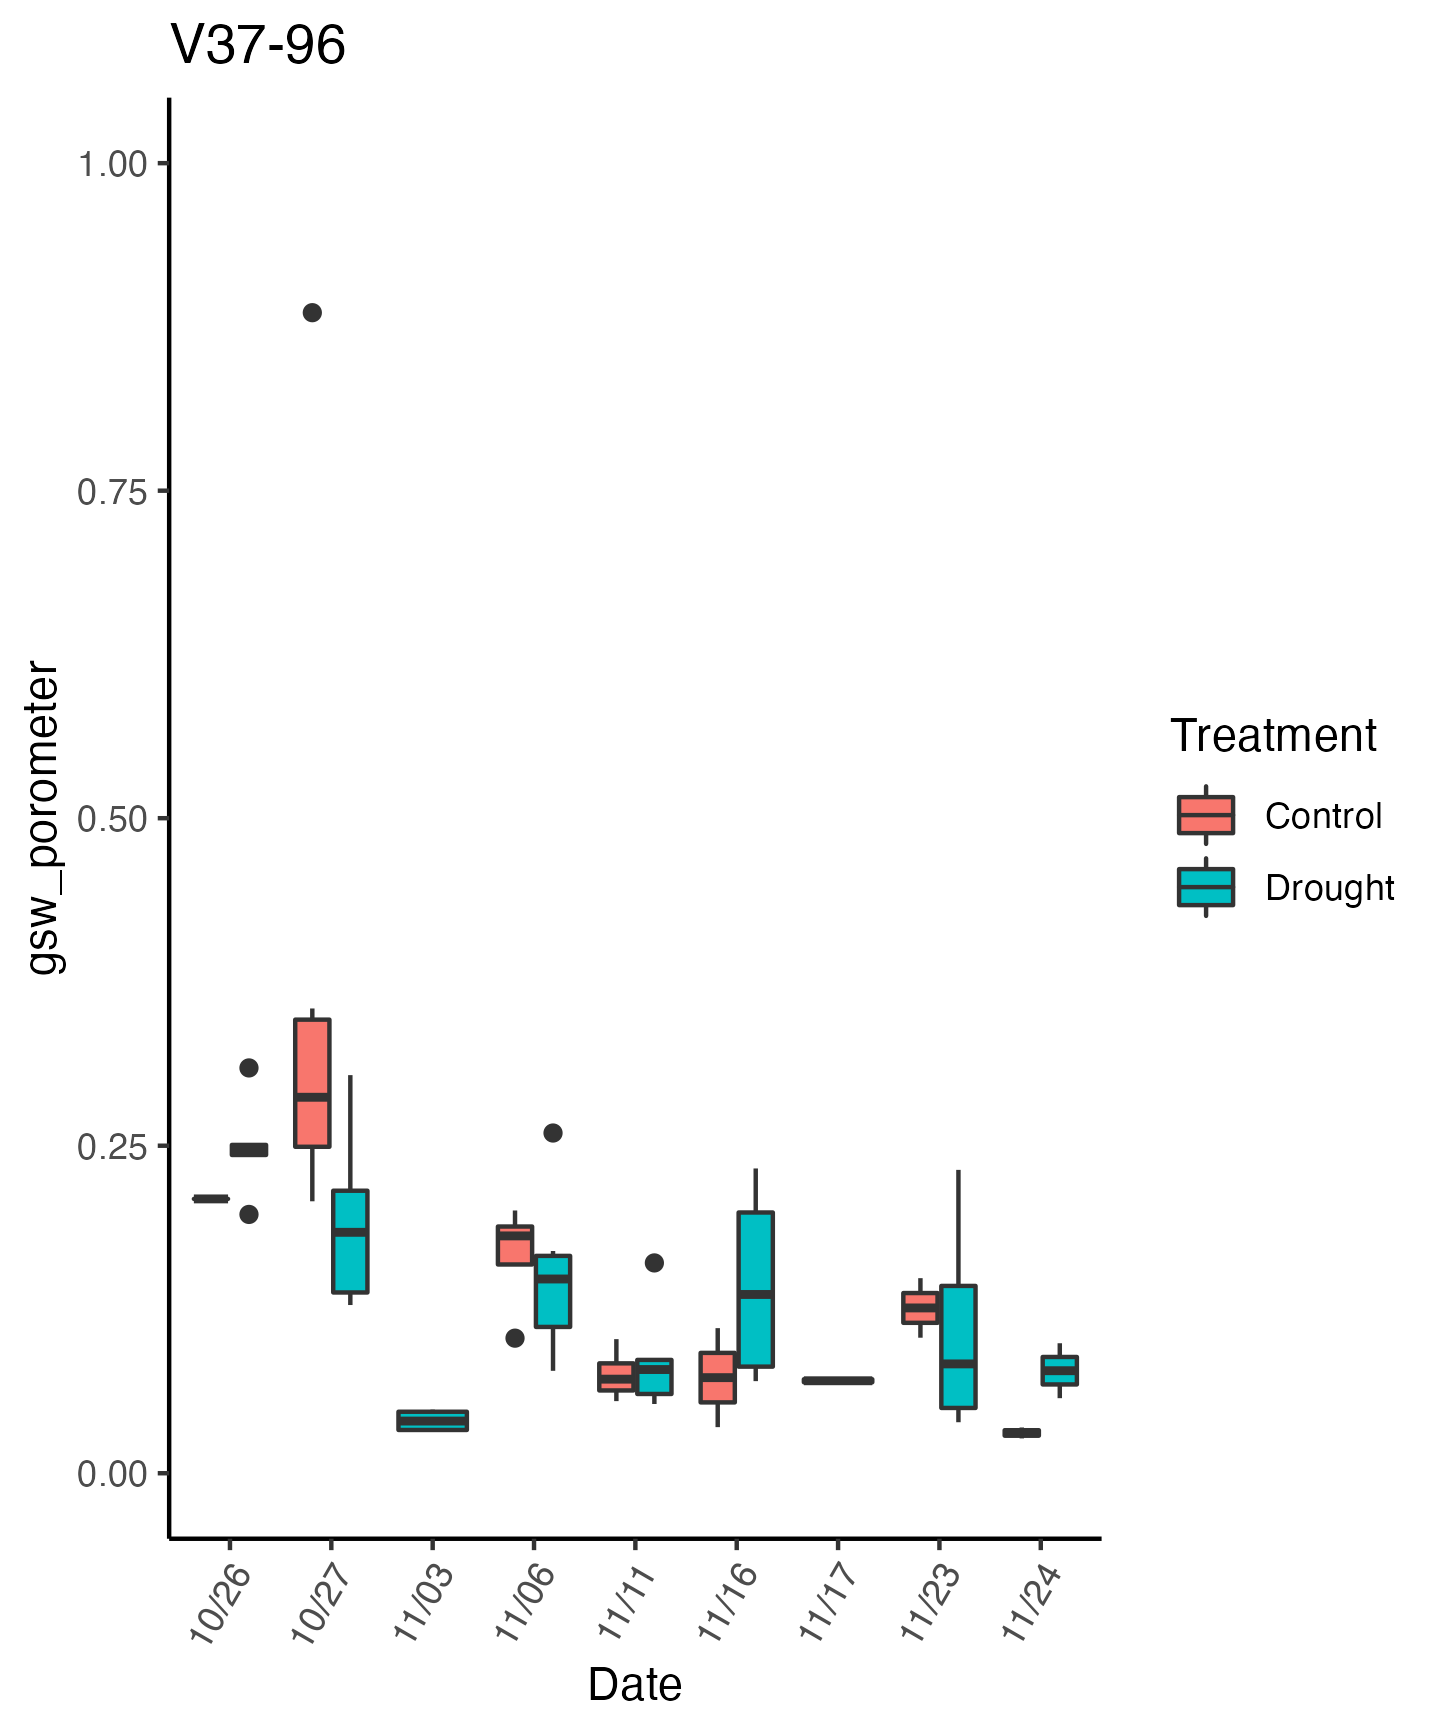 V37-96
1.00
0.75
0.50
0.25
0.00
gsw_porometer
10/26
10/27
11/03
11/06
11/11
11/16
11/17
11/23
11/24
Date
Treatment
Control
Drought